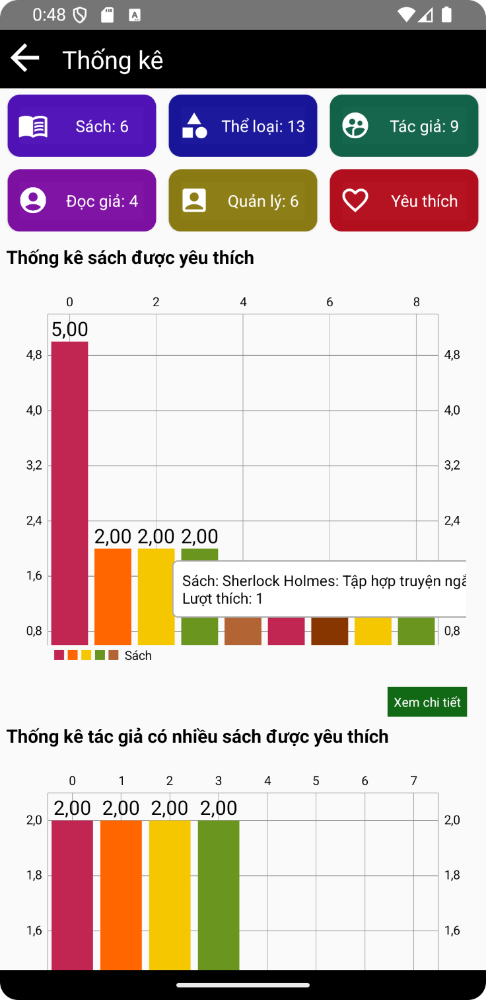 0:48
A
Thống kê
Sách: 6
Thể loại: 13
Tác giả: 9
Đọc giả: 4
Quản lý: 6
Yêu thích
Thống kê sách được yêu thích
0 2 4 6 8
5,00
4,8 4,8
4,0 4,0
3,2 3,2
2,4 2,4
2,00 2,00 2,00
1,6
Sách: Sherlock Holmes: Tập hợp truyện ngắ
Lượt thích: 1
0,8 0,8
Sách
Xem chi tiết
Thống kê tác giả có nhiều sách được yêu thích
0 1 2 3 4 5 6 7
2,00 2,00 2,00 2,00
2,0 2,0
1,8 1,8
1,6 1,6